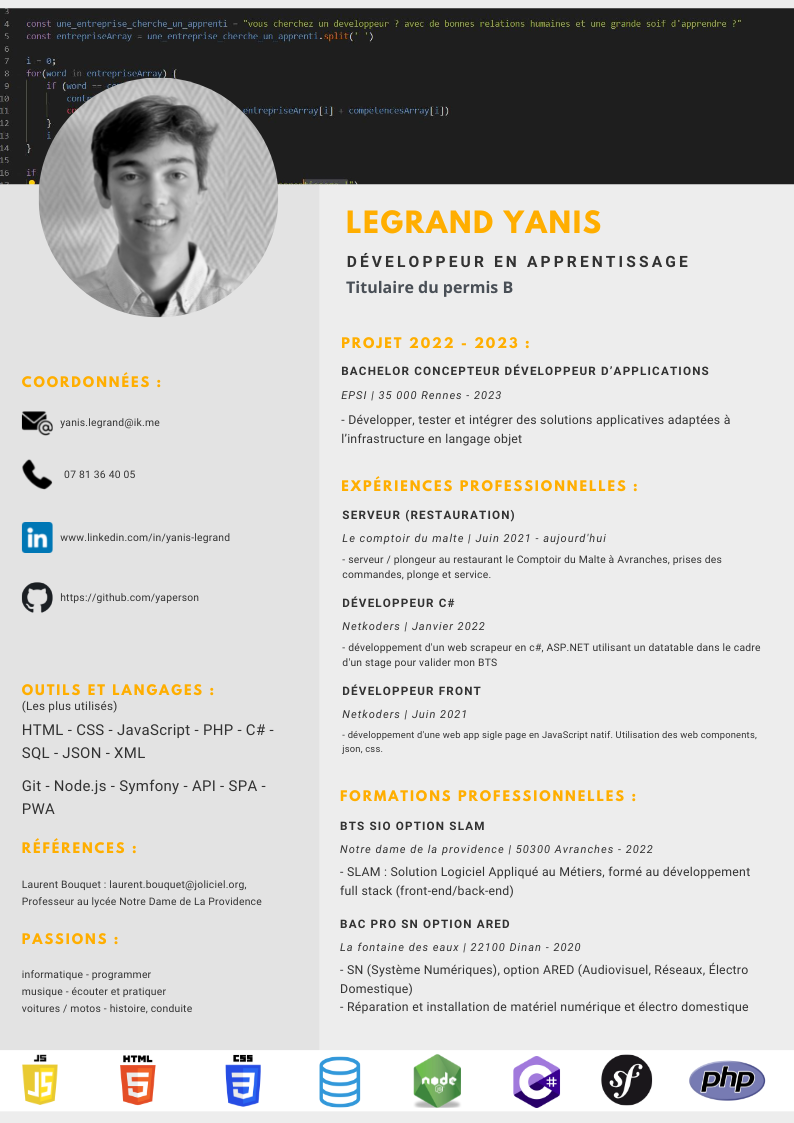 3
4 const une_entreprise_cherche_un_apprenti = "vous cherchez un developpeur ? avec de bonnes relations humaines et une grande soif d'apprendre ?"
5 const entrepriseArray = une_entreprise_cherche_un_apprenti.split(' ')
6
7 i = 0;
8 for(word in entrepriseArray) {
9 if (word ==
10
11 entrepriseArray[i] + competencesArray[i])
12 }
13 i
14 }
15
16 if
LEGRAND YANIS
DÉVELOPPEUR EN APPRENTISSAGE
Titulaire du permis B
COORDONNÉES :
yanis.legrand@ik.me
07 81 36 40 05
www.linkedin.com/in/yanis-legrand
https://github.com/yaperson
OUTILS ET LANGAGES :
(Les plus utilisés)
HTML - CSS - JavaScript - PHP - C# -
SQL - JSON - XML
Git - Node.js - Symfony - API - SPA -
PWA
RÉFÉRENCES :
Laurent Bouquet : laurent.bouquet@joliciel.org,
Professeur au lycée Notre Dame de La Providence
PASSIONS :
informatique - programmer
musique - écouter et pratiquer
voitures / motos - histoire, conduite
PROJET 2022 - 2023 :
BACHELOR CONCEPTEUR DÉVELOPPEUR D'APPLICATIONS
EPSI | 35 000 Rennes - 2023
- Développer, tester et intégrer des solutions applicatives adaptées à
l'infrastructure en langage objet
EXPÉRIENCES PROFESSIONNELLES :
SERVEUR (RESTAURATION)
Le comptoir du malte | Juin 2021 - aujourd'hui
- serveur / plongeur au restaurant le Comptoir du Malte à Avranches, prises des
commandes, plonge et service.
DÉVELOPPEUR C#
Netkoders | Janvier 2022
- développement d'un web scrapeur en c#, ASP.NET utilisant un datatable dans le cadre
d'un stage pour valider mon BTS
DÉVELOPPEUR FRONT
Netkoders | Juin 2021
- développement d'une web app sigle page en JavaScript natif. Utilisation des web components,
json, css.
FORMATIONS PROFESSIONNELLES :
BTS SIO OPTION SLAM
Notre dame de la providence | 50300 Avranches - 2022
- SLAM : Solution Logiciel Appliqué au Métiers, formé au développement
full stack (front-end/back-end)
BAC PRO SN OPTION ARED
La fontaine des eaux | 22100 Dinan - 2020
- SN (Système Numériques), option ARED (Audiovisuel, Réseaux, Électro
Domestique)
- Réparation et installation de matériel numérique et électro domestique
JS JS
HTML 5
CSS 3
node JS
C#
sf
php